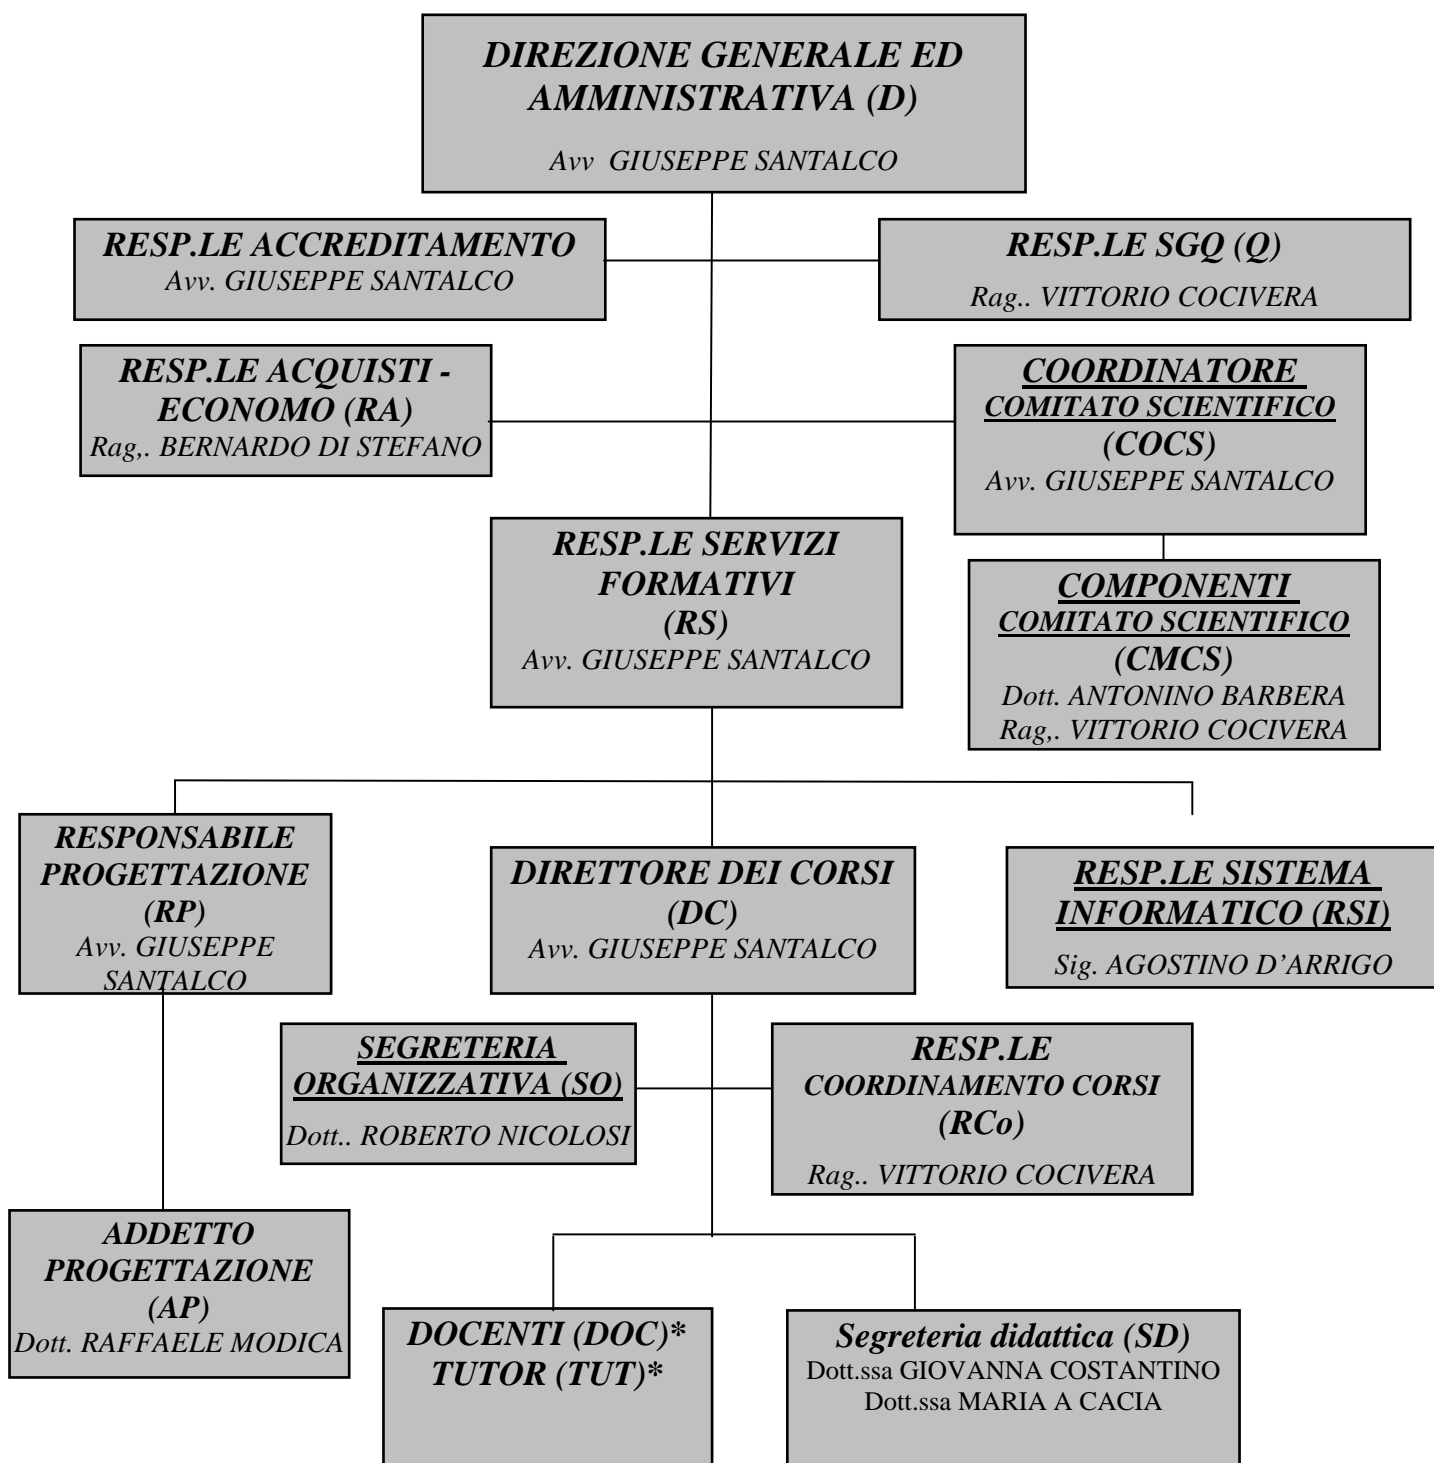 DIREZIONE GENERALE ED
AMMINISTRATIVA (D)
Avv GIUSEPPE SANTALCO
RESP.LE ACCREDITAMENTO
Avv. GIUSEPPE SANTALCO
RESP.LE SGQ (Q)
Rag.. VITTORIO COCIVERA
RESP.LE ACQUISTI -
ECONOMO (RA)
Rag,. BERNARDO DI STEFANO
COORDINATORE
COMITATO SCIENTIFICO
(COCS)
Avv. GIUSEPPE SANTALCO
RESP.LE SERVIZI
FORMATIVI
(RS)
Avv. GIUSEPPE SANTALCO
COMPONENTI
COMITATO SCIENTIFICO
(CMCS)
Dott. ANTONINO BARBERA
Rag,. VITTORIO COCIVERA
RESPONSABILE
PROGETTAZIONE
(RP)
Avv. GIUSEPPE
SANTALCO
DIRETTORE DEI CORSI
(DC)
Avv. GIUSEPPE SANTALCO
RESP.LE SISTEMA
INFORMATICO (RSI)
Sig. AGOSTINO D’ARRIGO
SEGRETERIA
ORGANIZZATIVA (SO)
Dott.. ROBERTO NICOLOSI
RESP.LE
COORDINAMENTO CORSI
(RCo)
Rag.. VITTORIO COCIVERA
ADDETTO
PROGETTAZIONE
(AP)
Dott. RAFFAELE MODICA
DOCENTI (DOC)*
TUTOR (TUT)*
Segreteria didattica (SD)
Dott.ssa GIOVANNA COSTANTINO
Dott.ssa MARIA A CACIA